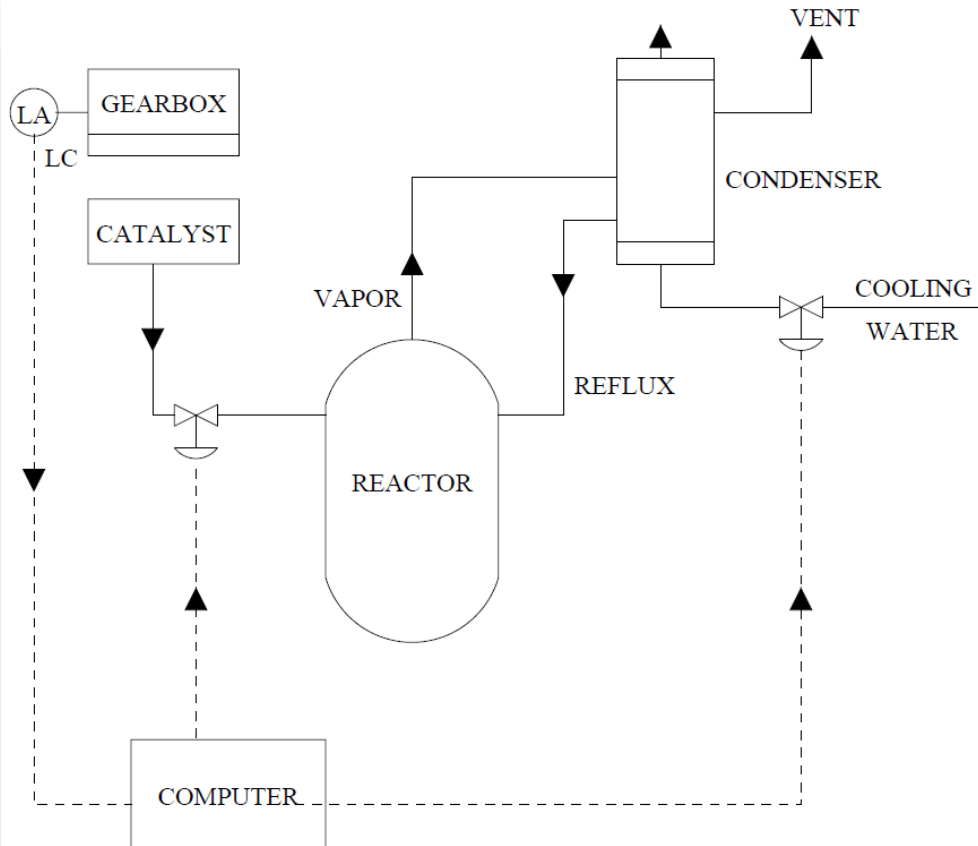 VENT
GEARBOX
LA
LC
CONDENSER
CATALYST
VAPOR
COOLING
WATER
REFLUX
REACTOR
COMPUTER